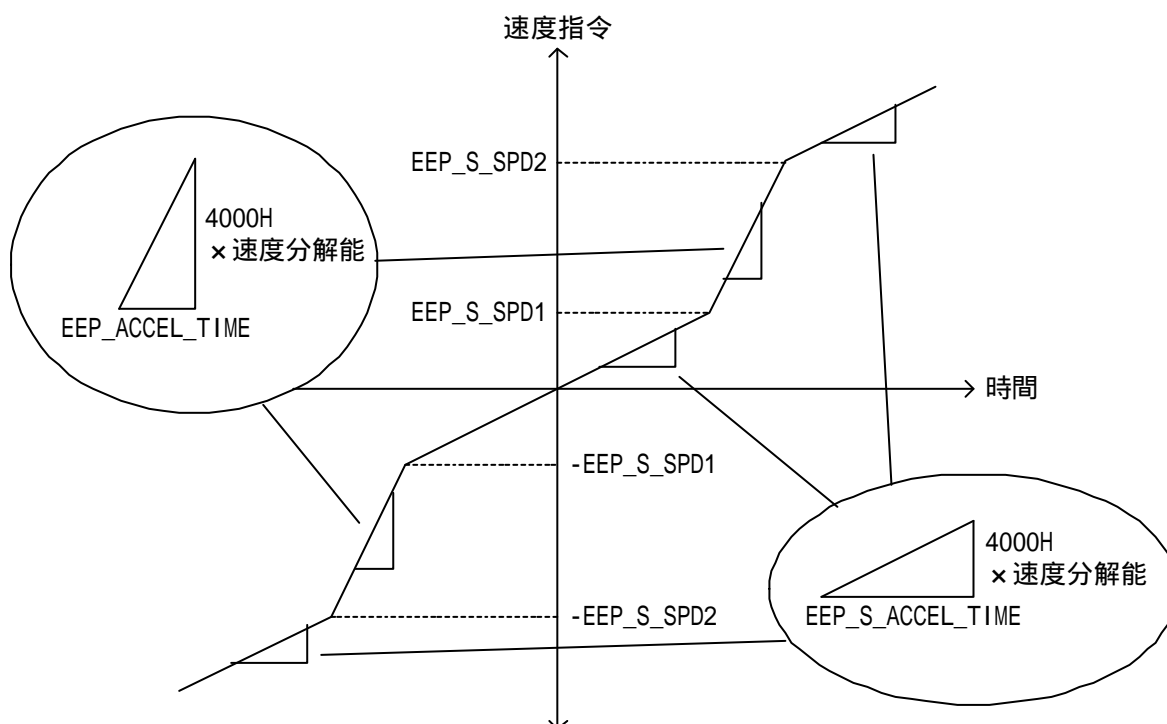 速度指令
EEP_S_SPD2
4000H
×速度分解能
EEP_ACCEL_TIME
EEP_S_SPD1
時間
-EEP_S_SPD1
4000H
×速度分解能
EEP_S_ACCEL_TIME
-EEP_S_SPD2